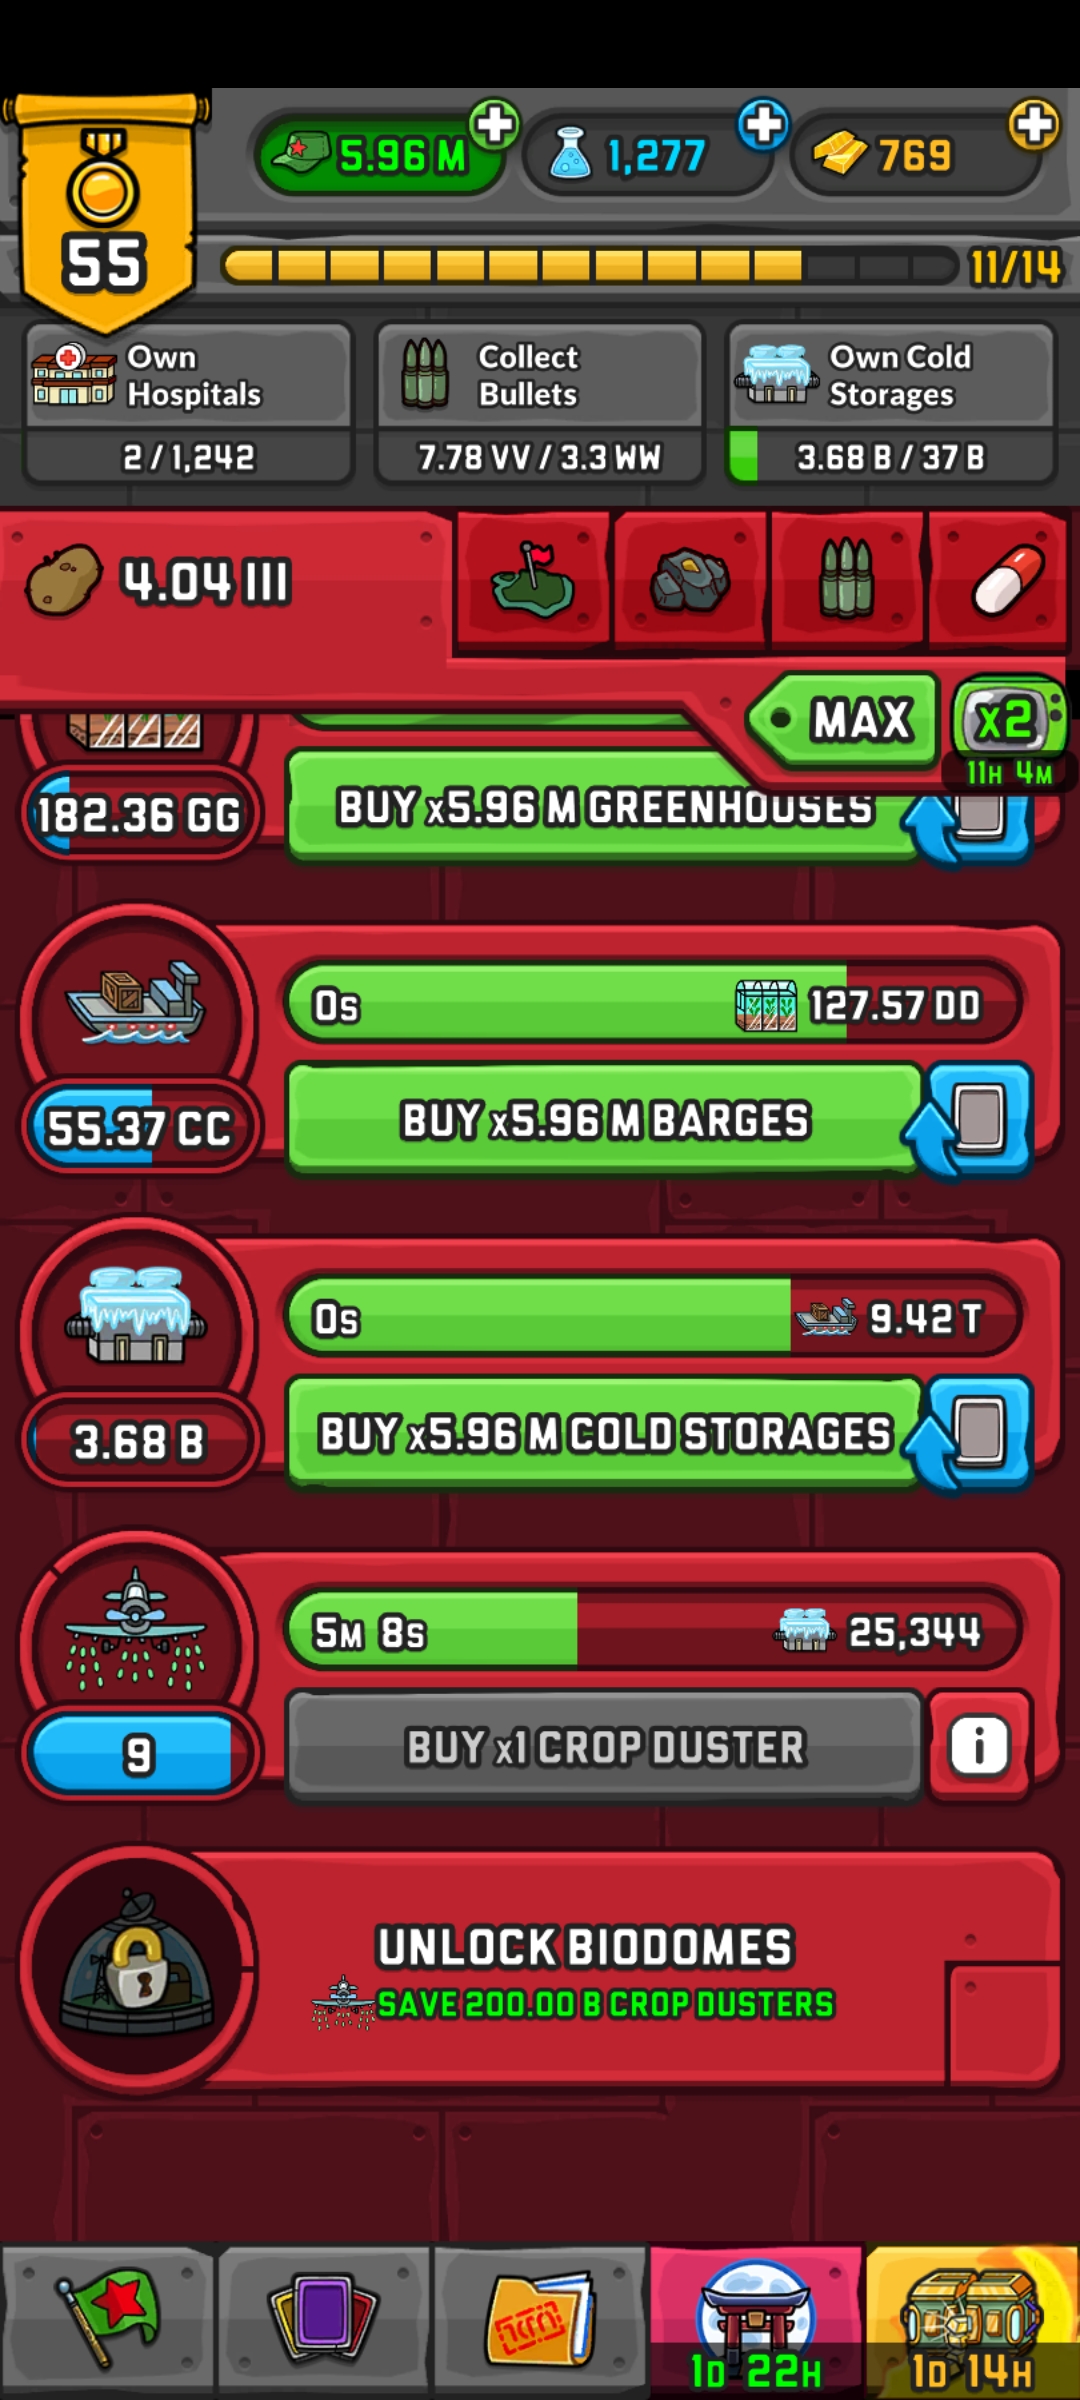 55
5.96 M
1,277
769
11/14
Own
Hospitals
2 / 1,242
Collect
Bullets
7.78 VV / 3.3 WW
Own Cold
Storages
3.68 B / 37 B
4.04 III
MAX
x2
11H 4M
182.36 GG
BUY x5.96 M GREENHOUSES
0s
127.57 DD
55.37 CC
BUY x5.96 M BARGES
0s
9.42 T
3.68 B
BUY x5.96 M COLD STORAGES
5M 8s
25,344
9
BUY x1 CROP DUSTER
i
UNLOCK BIODOMES
SAVE 200.00 B CROP DUSTERS
1D 22H
1D 14H